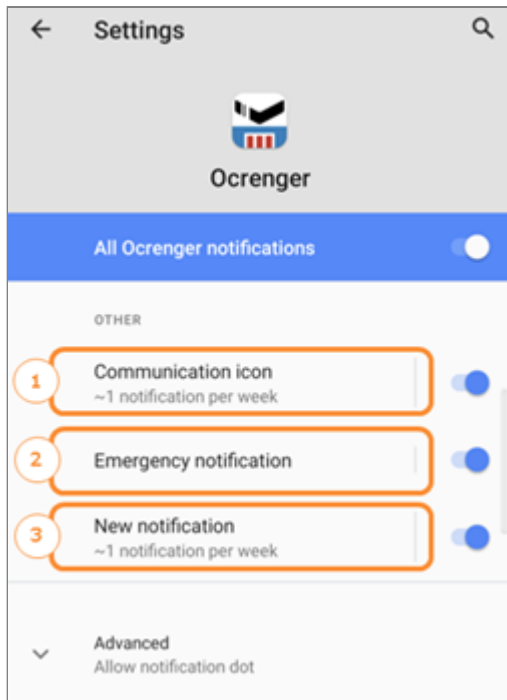 Settings
Ocrenger
All Ocrenger notifications
OTHER
1
Communication icon
~1 notification per week
2
Emergency notification
3
New notification
~1 notification per week
Advanced
Allow notification dot